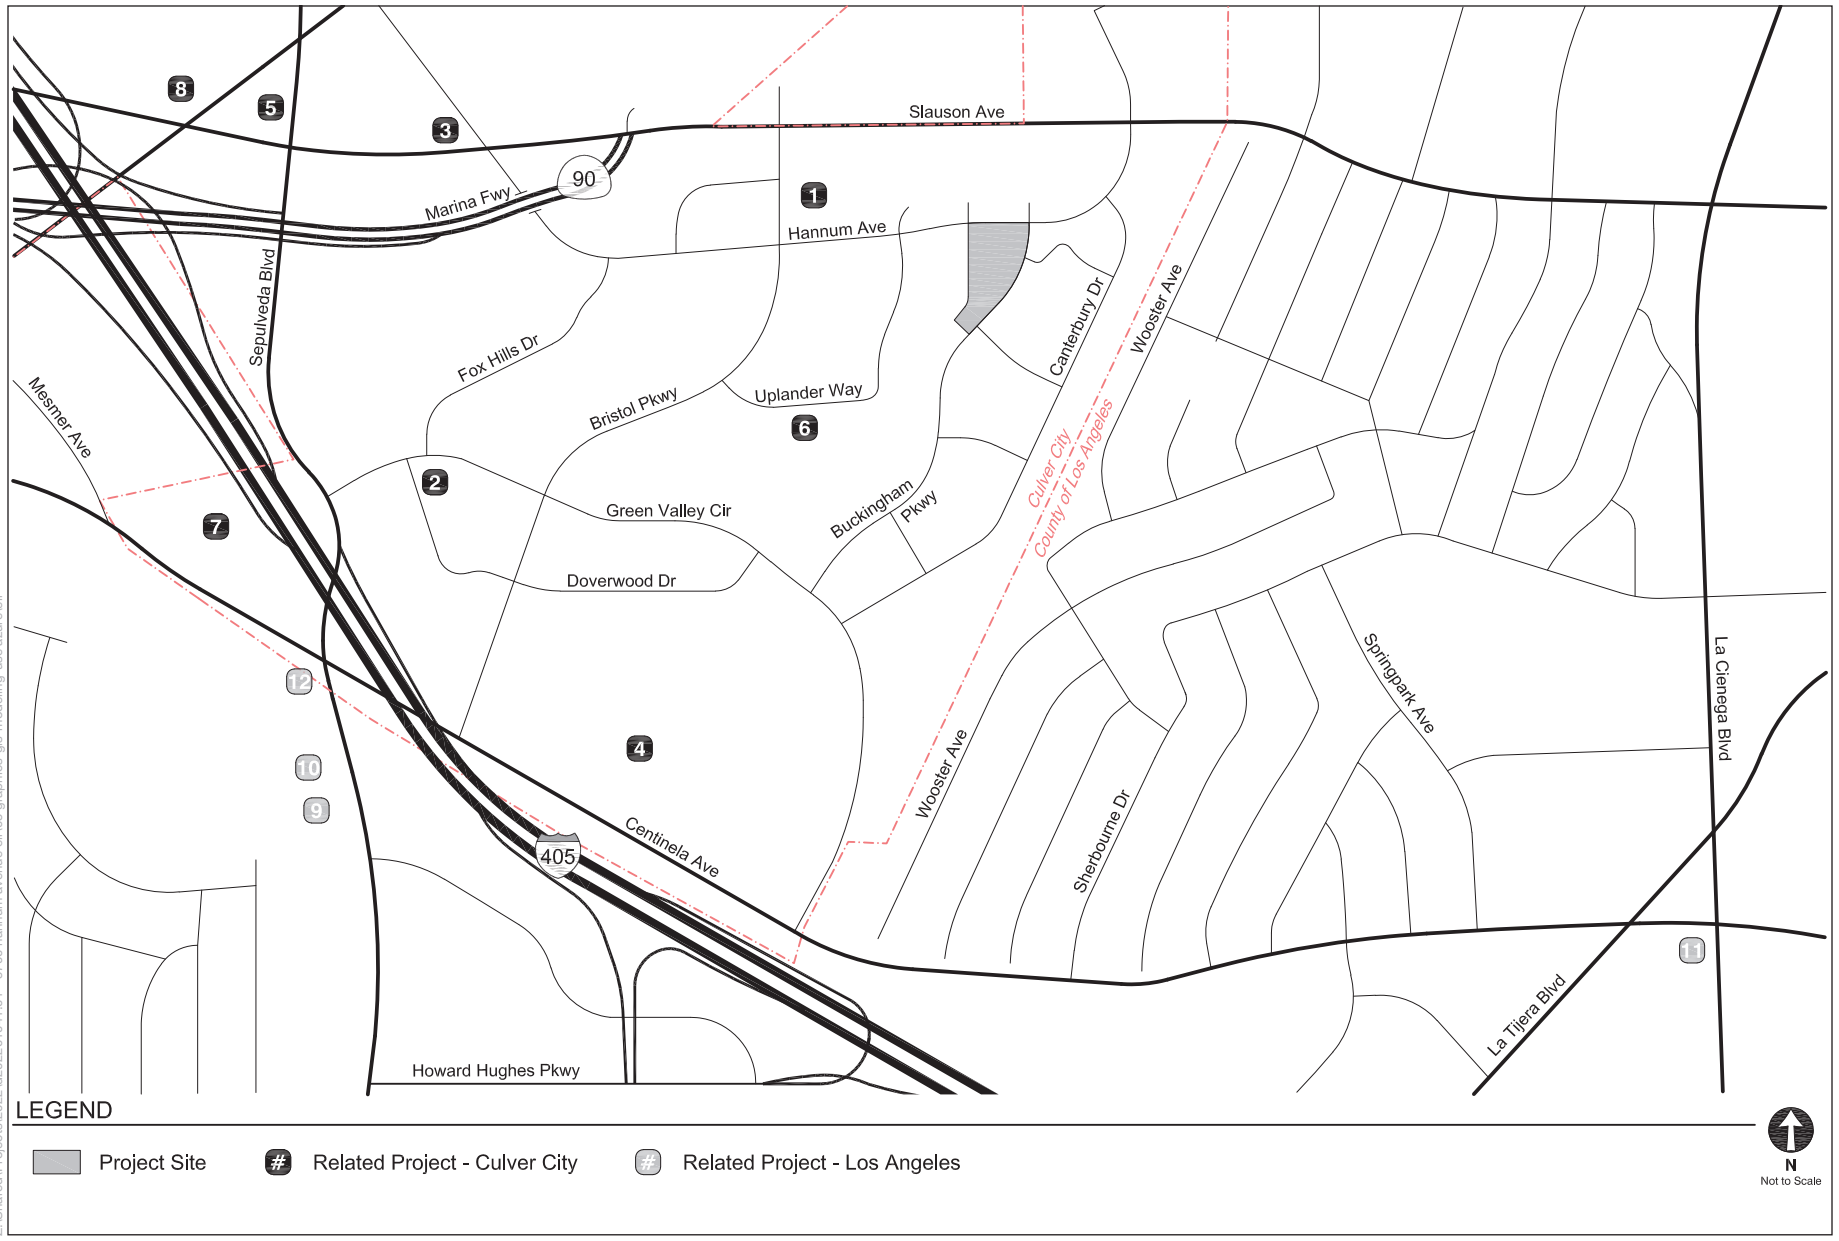 8
5
3
Slauson Ave
90
Marina Fwy
1
Hannum Ave
Sepulveda Blvd
Wooster Ave
Canterbury Dr
Fox Hills Dr
Mesmer Ave
Bristol Pkwy
Uplander Way
6
Culver City
County of Los Angeles
2
7
Green Valley Cir
Buckingham
Pkwy
Doverwood Dr
12
10
9
4
Springpark Ave
La Cienega Blvd
Wooster Ave
Sherbourne Dr
Centinela Ave
405
11
La Tijera Blvd
Howard Hughes Pkwy
LEGEND
Project Site
# Related Project - Culver City
# Related Project - Los Angeles
N
Not to Scale